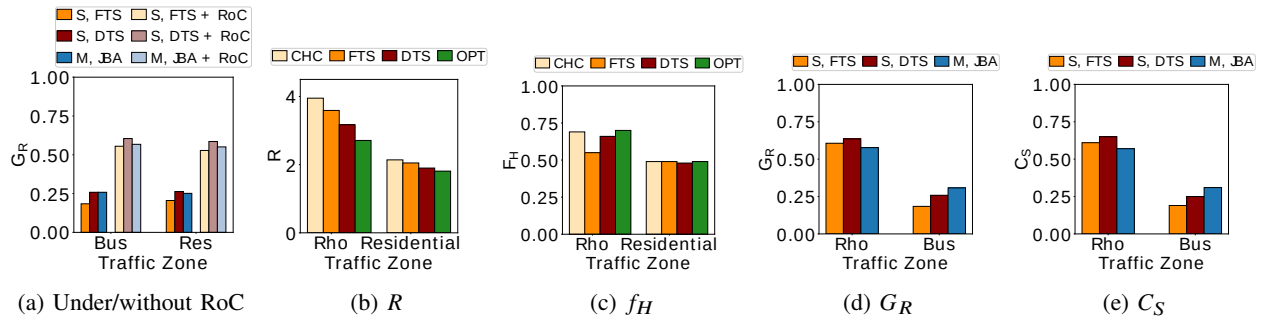 S, FTS S, FTS + RoC
S, DTS S, DTS + RoC
M, JBA M, JBA + RoC
1.00
0.75
0.50
0.25
0.00
G_R
Bus Res
Traffic Zone
(a) Under/without RoC
CHC FTS DTS OPT
4
2
0
R
Rho Residential
Traffic Zone
(b) R
CHC FTS DTS OPT
1.00
0.75
0.50
0.25
0.00
F_H
Rho Residential
Traffic Zone
(c) f_H
S, FTS S, DTS M, JBA
1.00
0.75
0.50
0.25
0.00
G_R
Rho Bus
Traffic Zone
(d) G_R
S, FTS S, DTS M, JBA
1.00
0.75
0.50
0.25
0.00
C_S
Rho Bus
Traffic Zone
(e) C_S